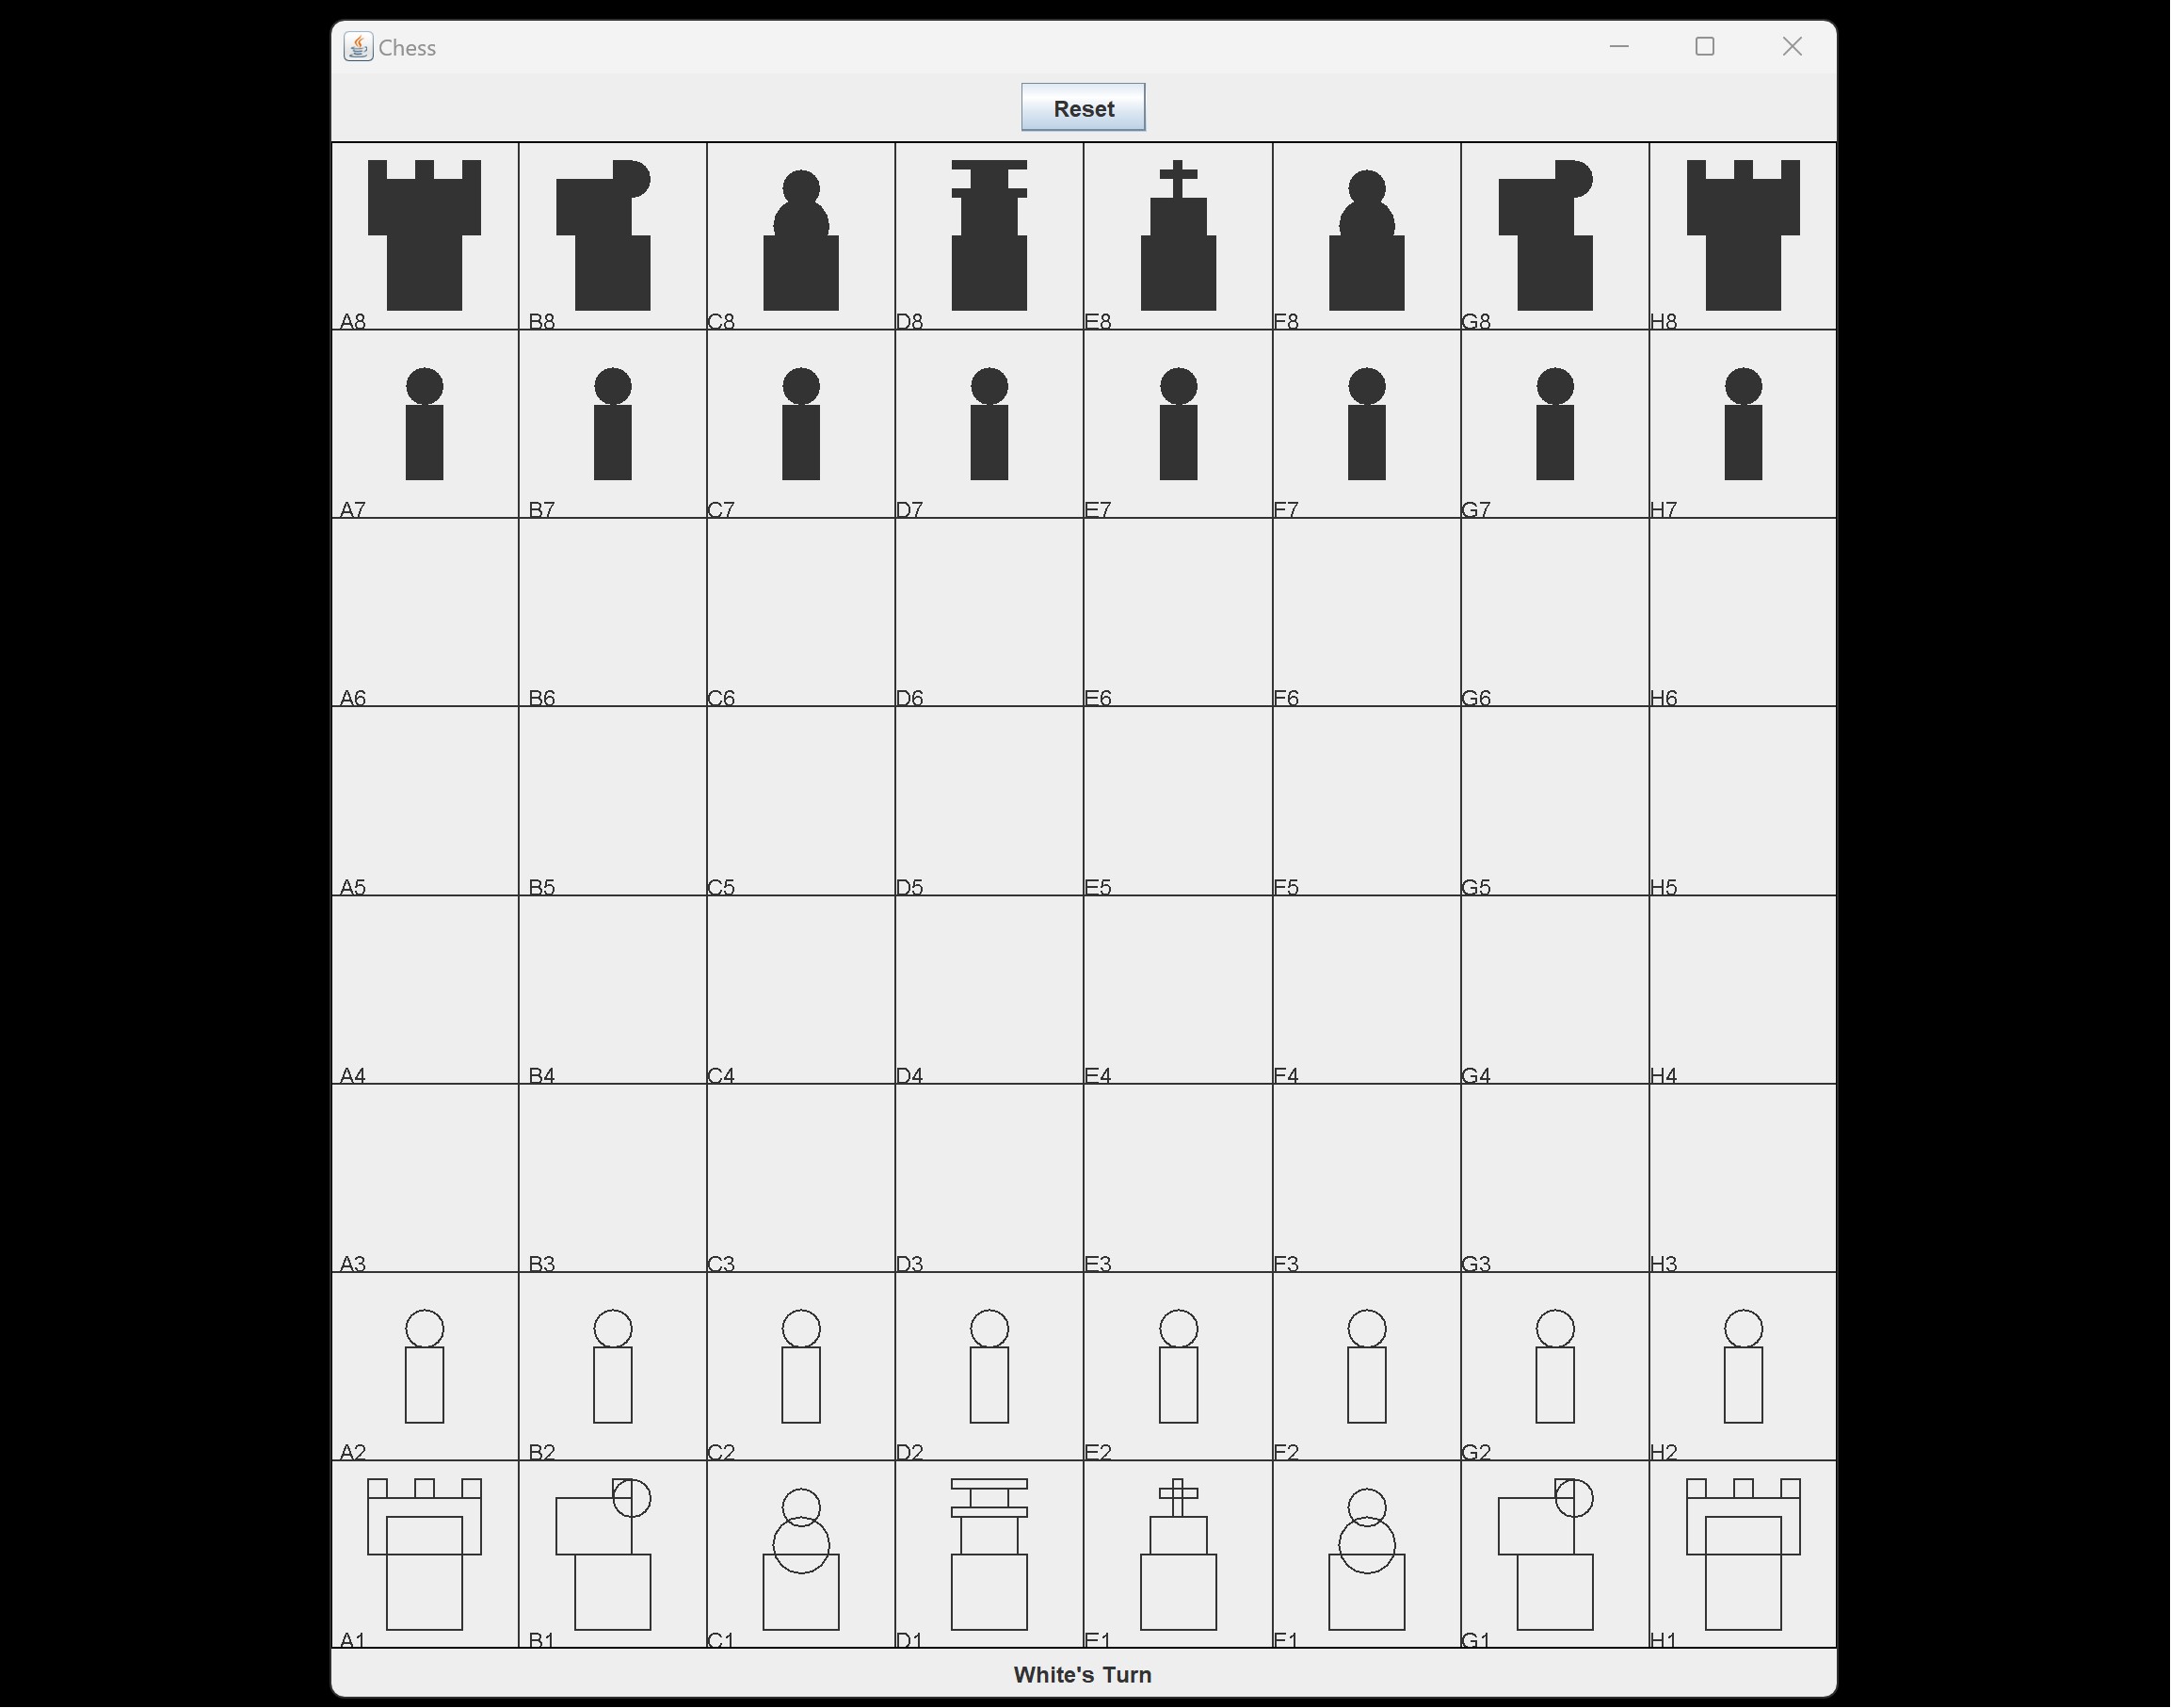 Chess
Reset
A8 B8 C8 D8 E8 F8 G8 H8
A7 B7 C7 D7 E7 F7 G7 H7
A6 B6 C6 D6 E6 F6 G6 H6
A5 B5 C5 D5 E5 F5 G5 H5
A4 B4 C4 D4 E4 F4 G4 H4
A3 B3 C3 D3 E3 F3 G3 H3
A2 B2 C2 D2 E2 F2 G2 H2
A1 B1 C1 D1 E1 F1 G1 H1
White's Turn